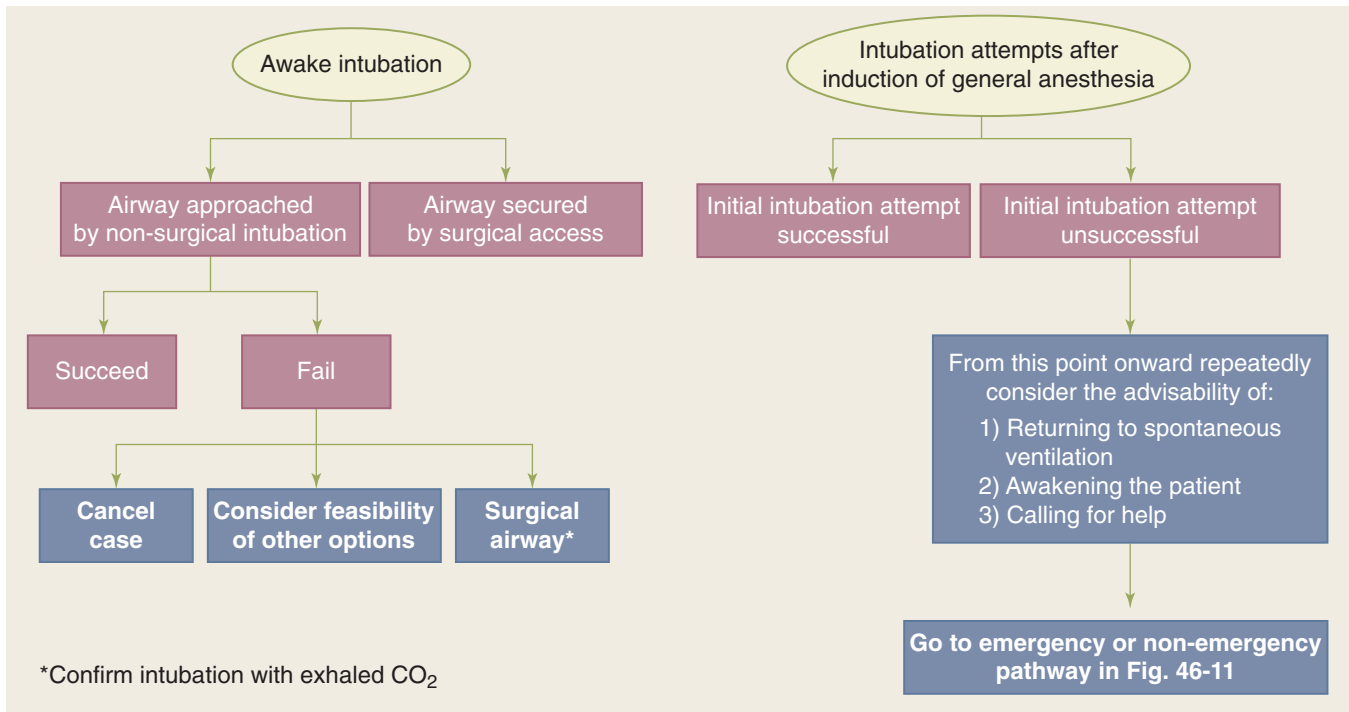 Awake intubation
Airway approached
by non-surgical intubation
Airway secured
by surgical access
Succeed
Fail
Cancel
case
Consider feasibility
of other options
Surgical
airway*
*Confirm intubation with exhaled CO2
Intubation attempts after
induction of general anesthesia
Initial intubation attempt
successful
Initial intubation attempt
unsuccessful
From this point onward repeatedly
consider the advisability of:
1) Returning to spontaneous
ventilation
2) Awakening the patient
3) Calling for help
Go to emergency or non-emergency
pathway in Fig. 46-11